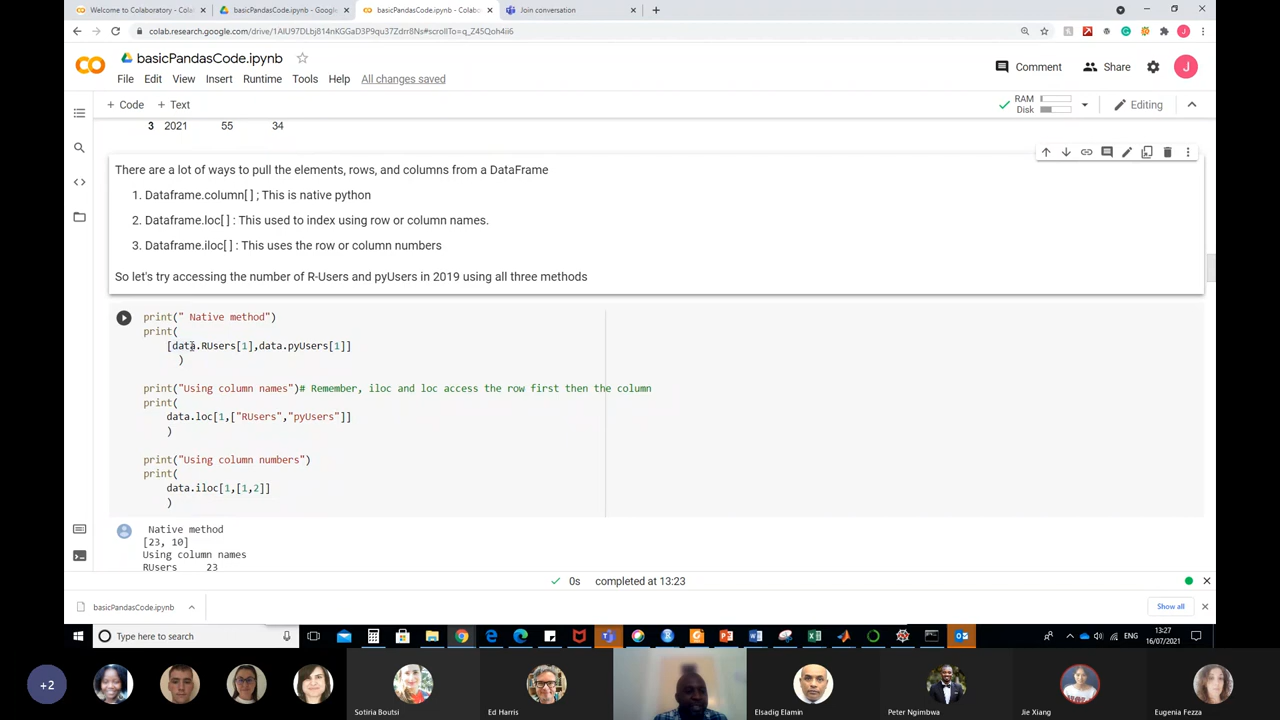 Welcome to Colaboratory - Cola
basicPandasCode.ipynb - Google
basicPandasCode.ipynb - Colabo
Join conversation
colab.research.google.com/drive/1AlU97DLbj814nKGGaD3P9qu37Zdrr8Ns#scrollTo=q_Z45Qoh4ii6
basicPandasCode.ipynb
Comment
Share
J
File Edit View Insert Runtime Tools Help All changes saved
+ Code + Text
RAM
Disk
Editing
3 2021 55 34
There are a lot of ways to pull the elements, rows, and columns from a DataFrame
1. Dataframe.column[ ] ; This is native python
2. Dataframe.loc[ ] : This used to index using row or column names.
3. Dataframe.iloc[ ] : This uses the row or column numbers
So let's try accessing the number of R-Users and pyUsers in 2019 using all three methods
print(" Native method")
print(
[data.RUsers[1],data.pyUsers[1]]
)
print("Using column names")# Remember, iloc and loc access the row first then the column
print(
data.loc[1,["RUsers","pyUsers"]]
)
print("Using column numbers")
print(
data.iloc[1,[1,2]]
)
Native method
[23, 10]
Using column names
RUsers 23
0s completed at 13:23
basicPandasCode.ipynb
Show all
Type here to search
ENG
13:27
16/07/2021
+2
Sotiria Boutsi
Ed Harris
Elsadig Elamin
Peter Ngimbwa
Jie Xiang
Eugenia Fezza